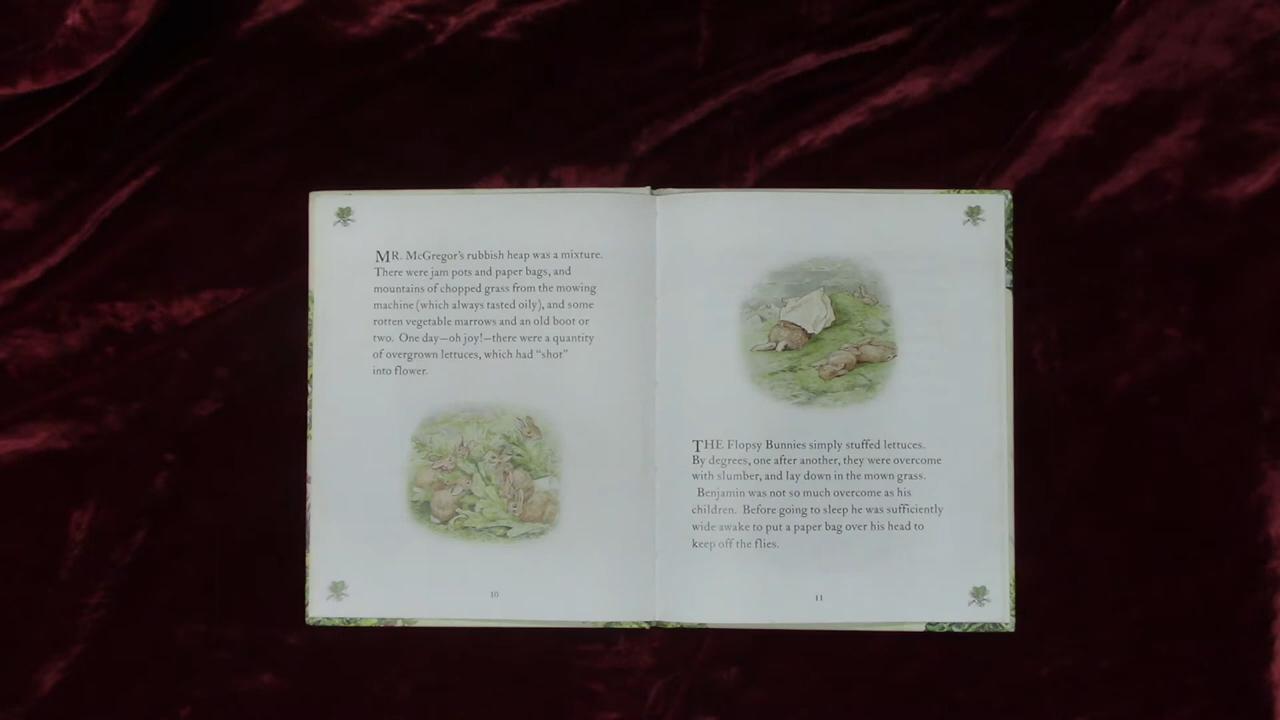 MR. McGregor's rubbish heap was a mixture.
There were jam pots and paper bags, and
mountains of chopped grass from the mowing
machine (which always tasted oily), and some
rotten vegetable marrows and an old boot or
two. One day—oh joy!—there were a quantity
of overgrown lettuces, which had “shot”
into flower.
10
THE Flopsy Bunnies simply stuffed lettuces.
By degrees, one after another, they were overcome
with slumber, and lay down in the mown grass.
Benjamin was not so much overcome as his
children. Before going to sleep he was sufficiently
wide awake to put a paper bag over his head to
keep off the flies.
11